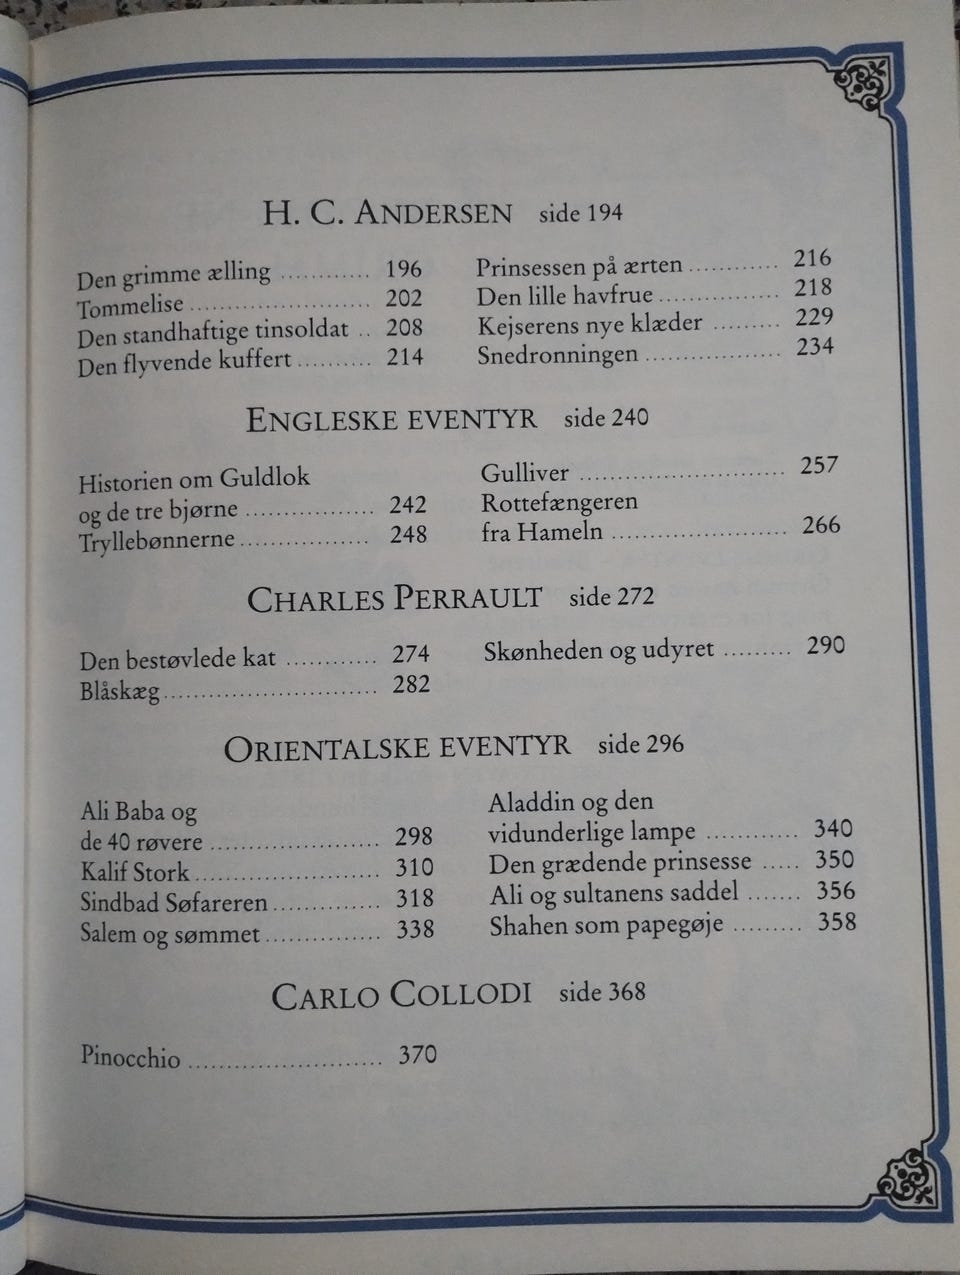 H. C. ANDERSEN side 194
Den grimme ælling ............ 196
Tommelise ........................ 202
Den standhaftige tinsoldat .. 208
Den flyvende kuffert .......... 214
Prinsessen på ærten ............ 216
Den lille havfrue ................ 218
Kejserens nye klæder ......... 229
Snedronningen .................. 234
ENGLESKE EVENTYR side 240
Historien om Guldlok
og de tre bjørne ................. 242
Tryllebønnerne ................. 248
Gulliver ........................... 257
Rottefængeren
fra Hameln ....................... 266
CHARLES PERRAULT side 272
Den bestøvlede kat ............ 274
Blåskæg ............................ 282
Skønheden og udyret ......... 290
ORIENTALSKE EVENTYR side 296
Ali Baba og
de 40 røvere ...................... 298
Kalif Stork ........................ 310
Sindbad Søfareren .............. 318
Salem og sømmet ............... 338
Aladdin og den
vidunderlige lampe ............ 340
Den grædende prinsesse ..... 350
Ali og sultanens saddel ....... 356
Shahen som papegøje ......... 358
CARLO COLLODI side 368
Pinocchio ......................... 370